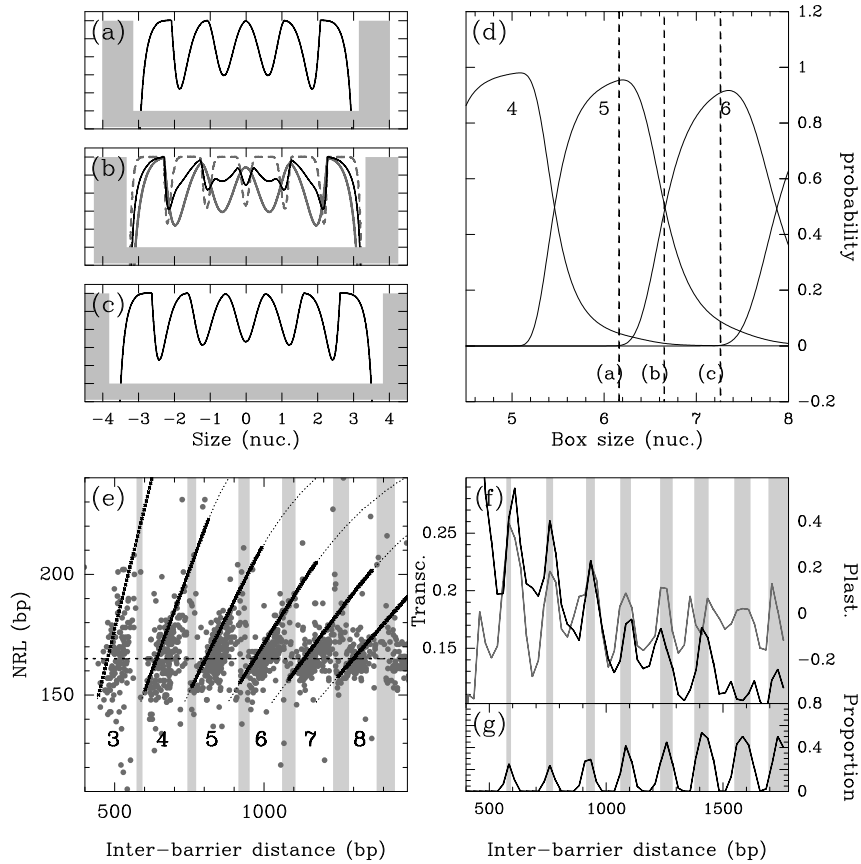 (a)
(b)
(c)
−4 −3 −2 −1 0 1 2 3 4
Size (nuc.)
(d)
4 5 6
(a) (b) (c)
1.2
1
0.8
0.6
0.4
0.2
0
−0.2
probability
5 6 7 8
Box size (nuc.)
(e)
200
150
NRL (bp)
3 4 5 6 7 8
500 1000
Inter−barrier distance (bp)
(f)
0.25
0.2
0.15
Transc.
0.4
0.2
0
−0.2
Plast.
(g)
0.8
0.4
0
Proportion
500 1000 1500
Inter−barrier distance (bp)